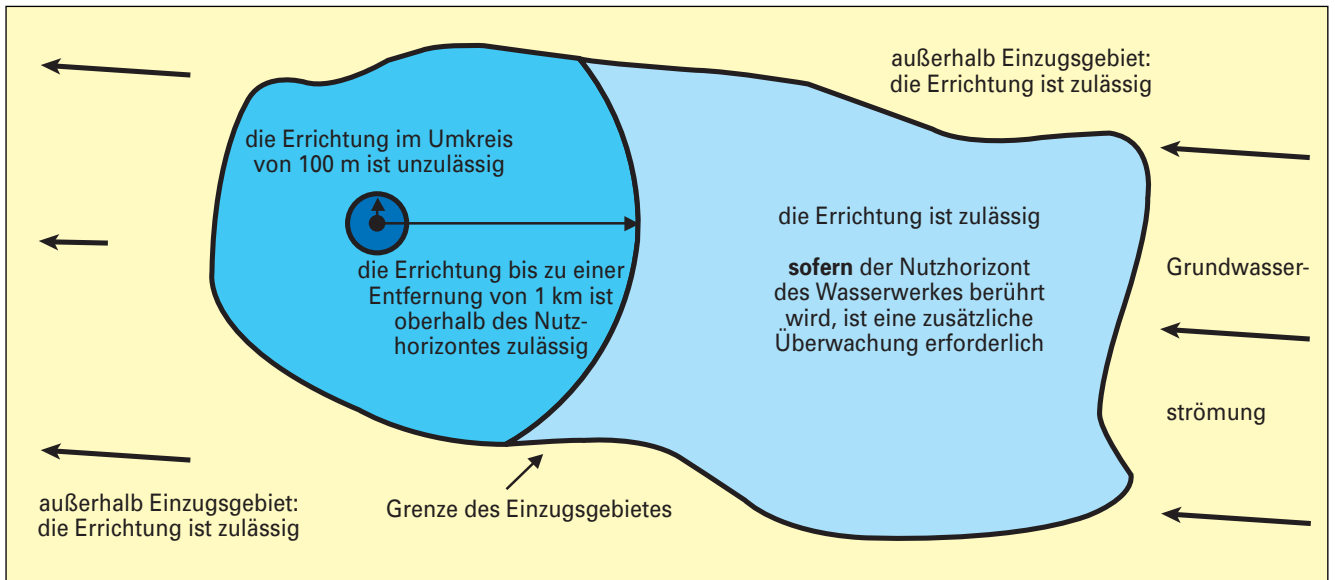 außerhalb Einzugsgebiet:
die Errichtung ist zulässig
die Errichtung im Umkreis
von 100 m ist unzulässig
die Errichtung bis zu einer
Entfernung von 1 km ist
oberhalb des Nutz-
horizontes zulässig
die Errichtung ist zulässig
sofern der Nutzhorizont
des Wasserwerkes berührt
wird, ist eine zusätzliche
Überwachung erforderlich
Grundwasser-
strömung
Grenze des Einzugsgebietes
außerhalb Einzugsgebiet:
die Errichtung ist zulässig